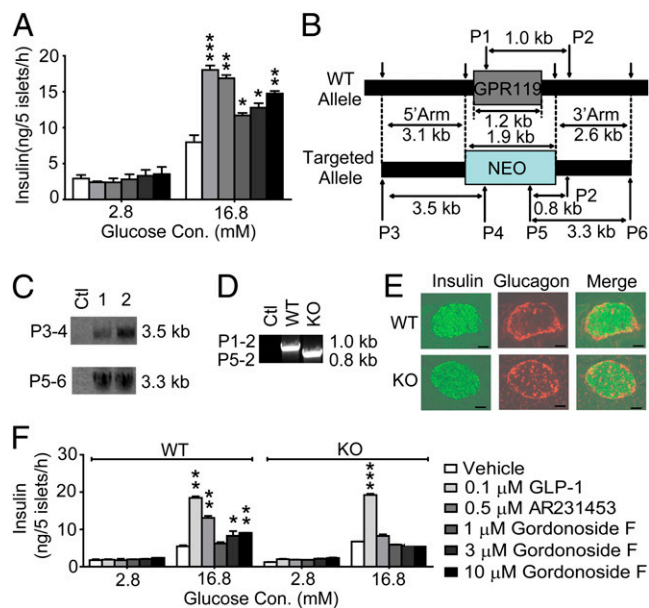 A
Insulin(ng/5 islets/h)
20
15
10
5
0
***
**
*
*
**
2.8
16.8
Glucose Con. (mM)
B
P1
1.0 kb
P2
WT
Allele
GPR119
5'Arm
3.1 kb
1.2 kb
1.9 kb
3'Arm
2.6 kb
Targeted
Allele
NEO
P2
3.5 kb
0.8 kb
3.3 kb
P3
P4
P5
P6
C
Ctl
1
2
P3-4
3.5 kb
P5-6
3.3 kb
D
Ctl
WT
KO
P1-2
1.0 kb
P5-2
0.8 kb
E
Insulin
Glucagon
Merge
WT
KO
F
WT
KO
Insulin
(ng/5 islets/h)
30
20
10
0
**
**
*
**
***
2.8
16.8
2.8
16.8
Glucose Con. (mM)
Vehicle
0.1 μM GLP-1
0.5 μM AR231453
1 μM Gordonoside F
3 μM Gordonoside F
10 μM Gordonoside F